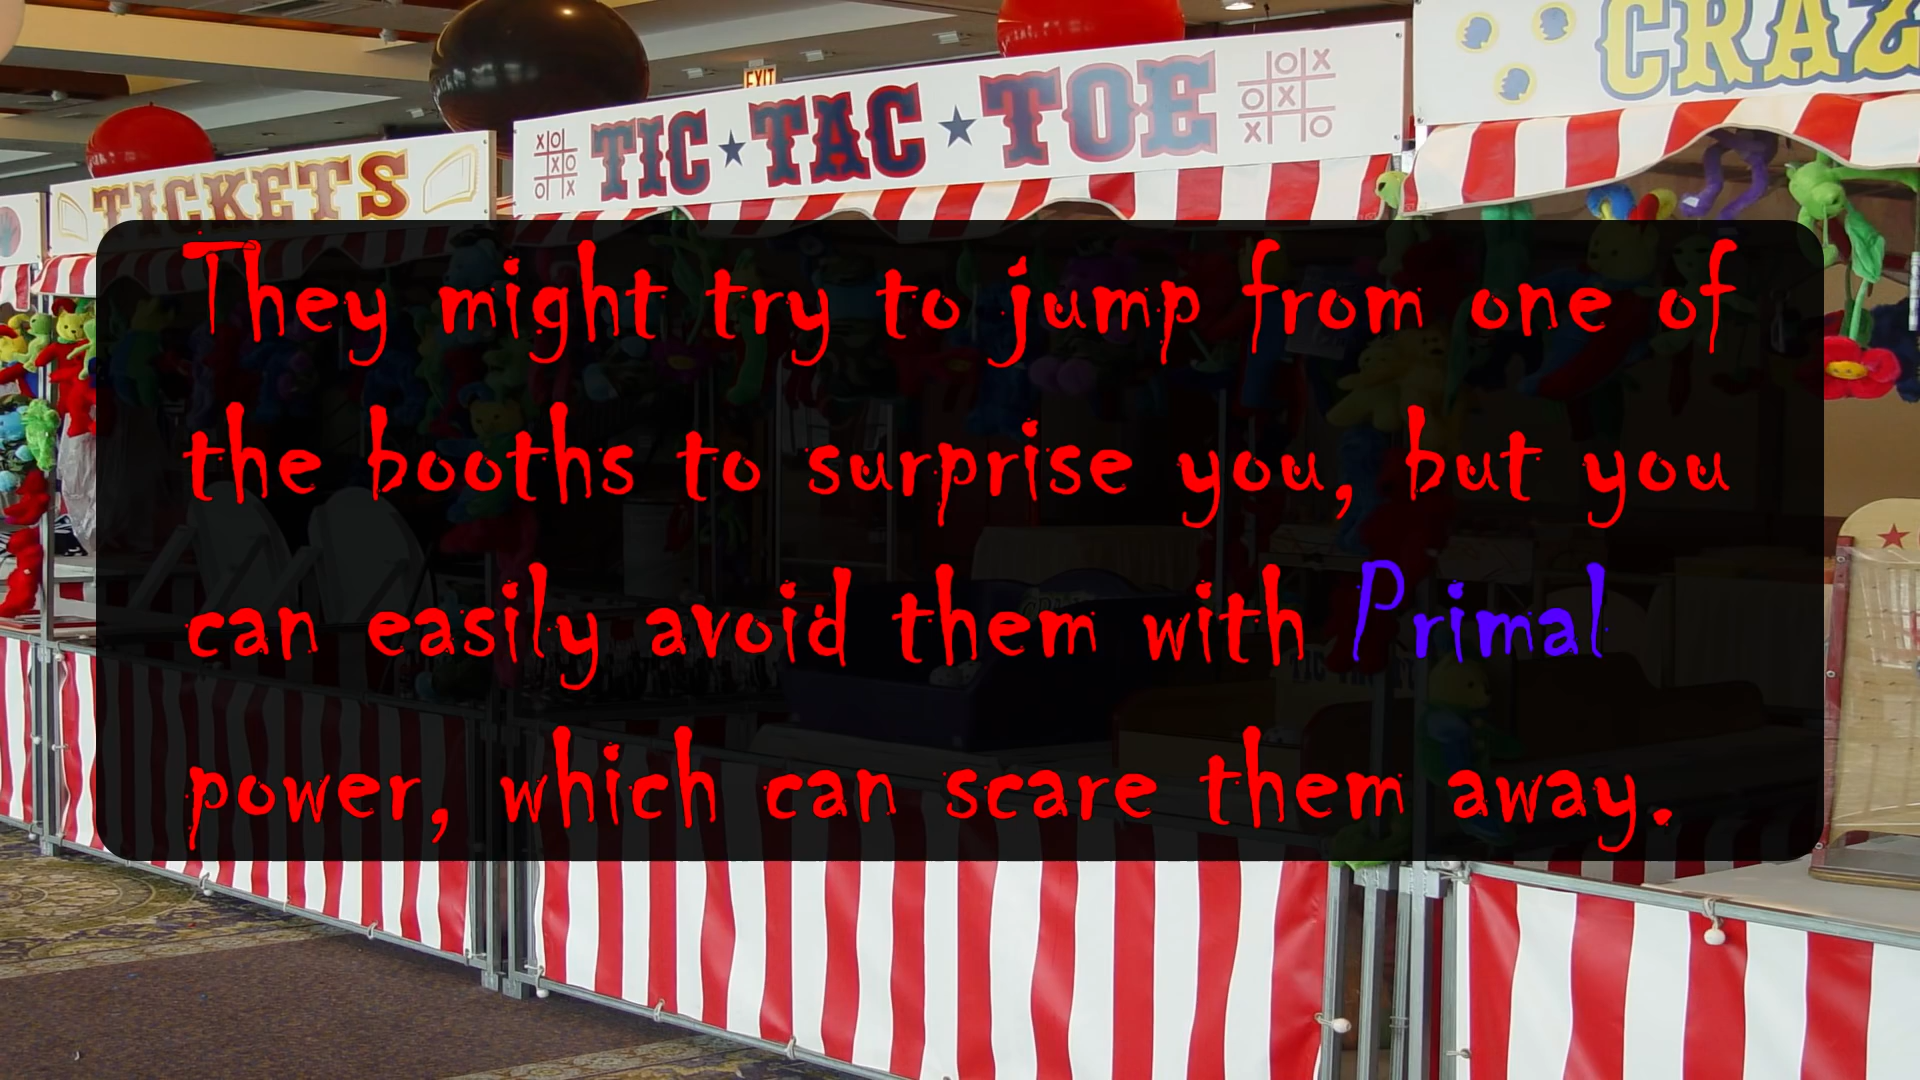 EXIT
TIC TAC TOE
TICKETS
They might try to jump from one of
the booths to surprise you, but you
can easily avoid them with Primal
power, which can scare them away.